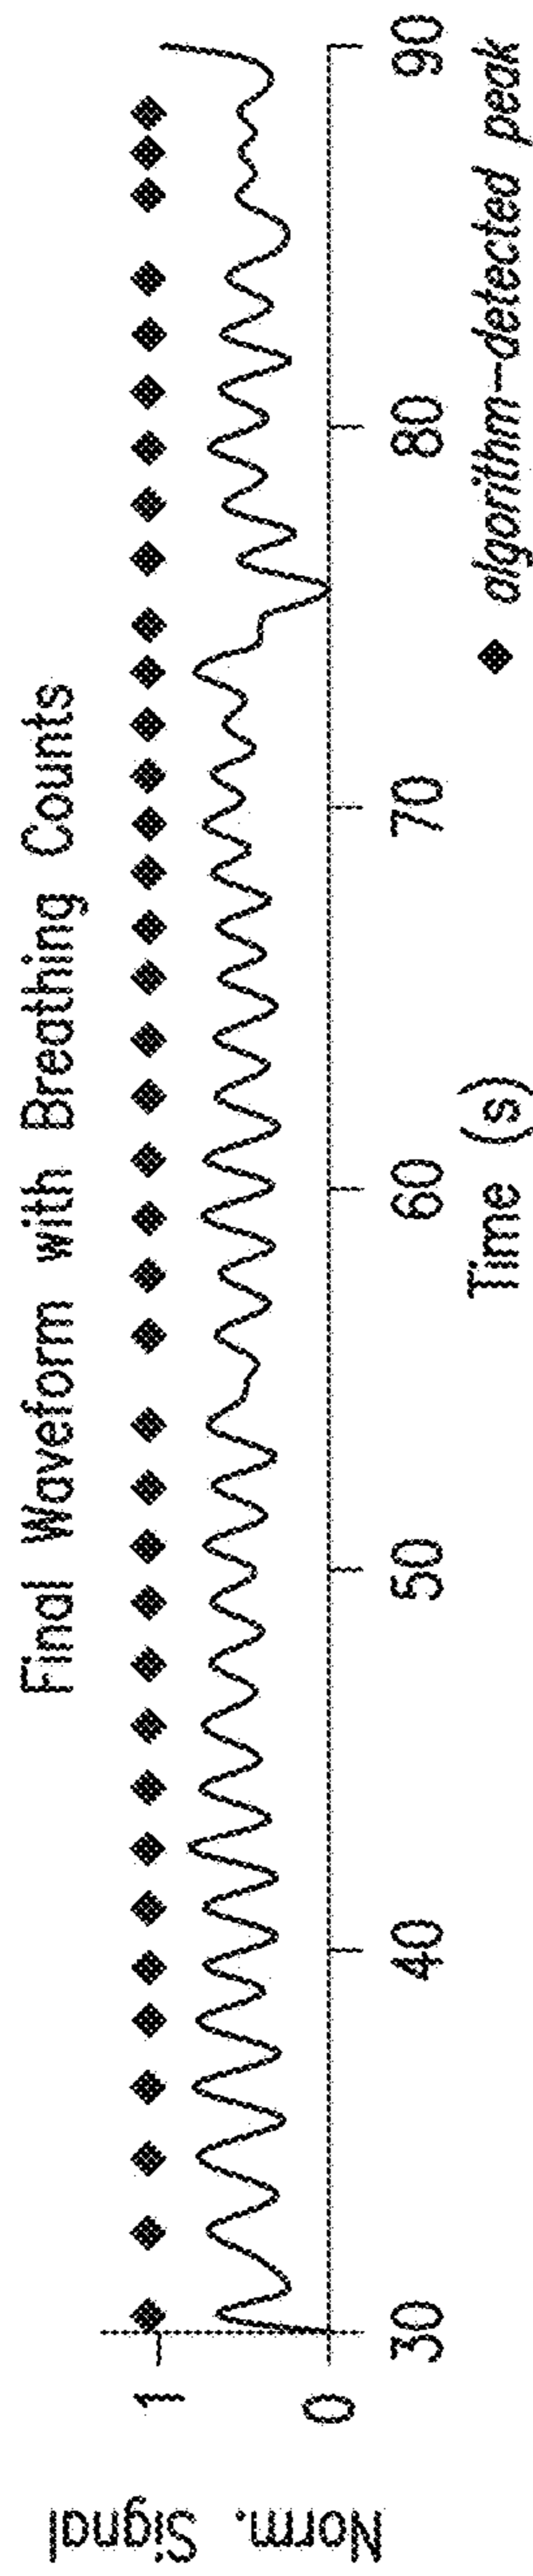 Final Waveform with Breathing Counts
Norm. Signal
1
0
30 40 50 60 70 80 90
Time (s)
◆ algorithm-detected peak